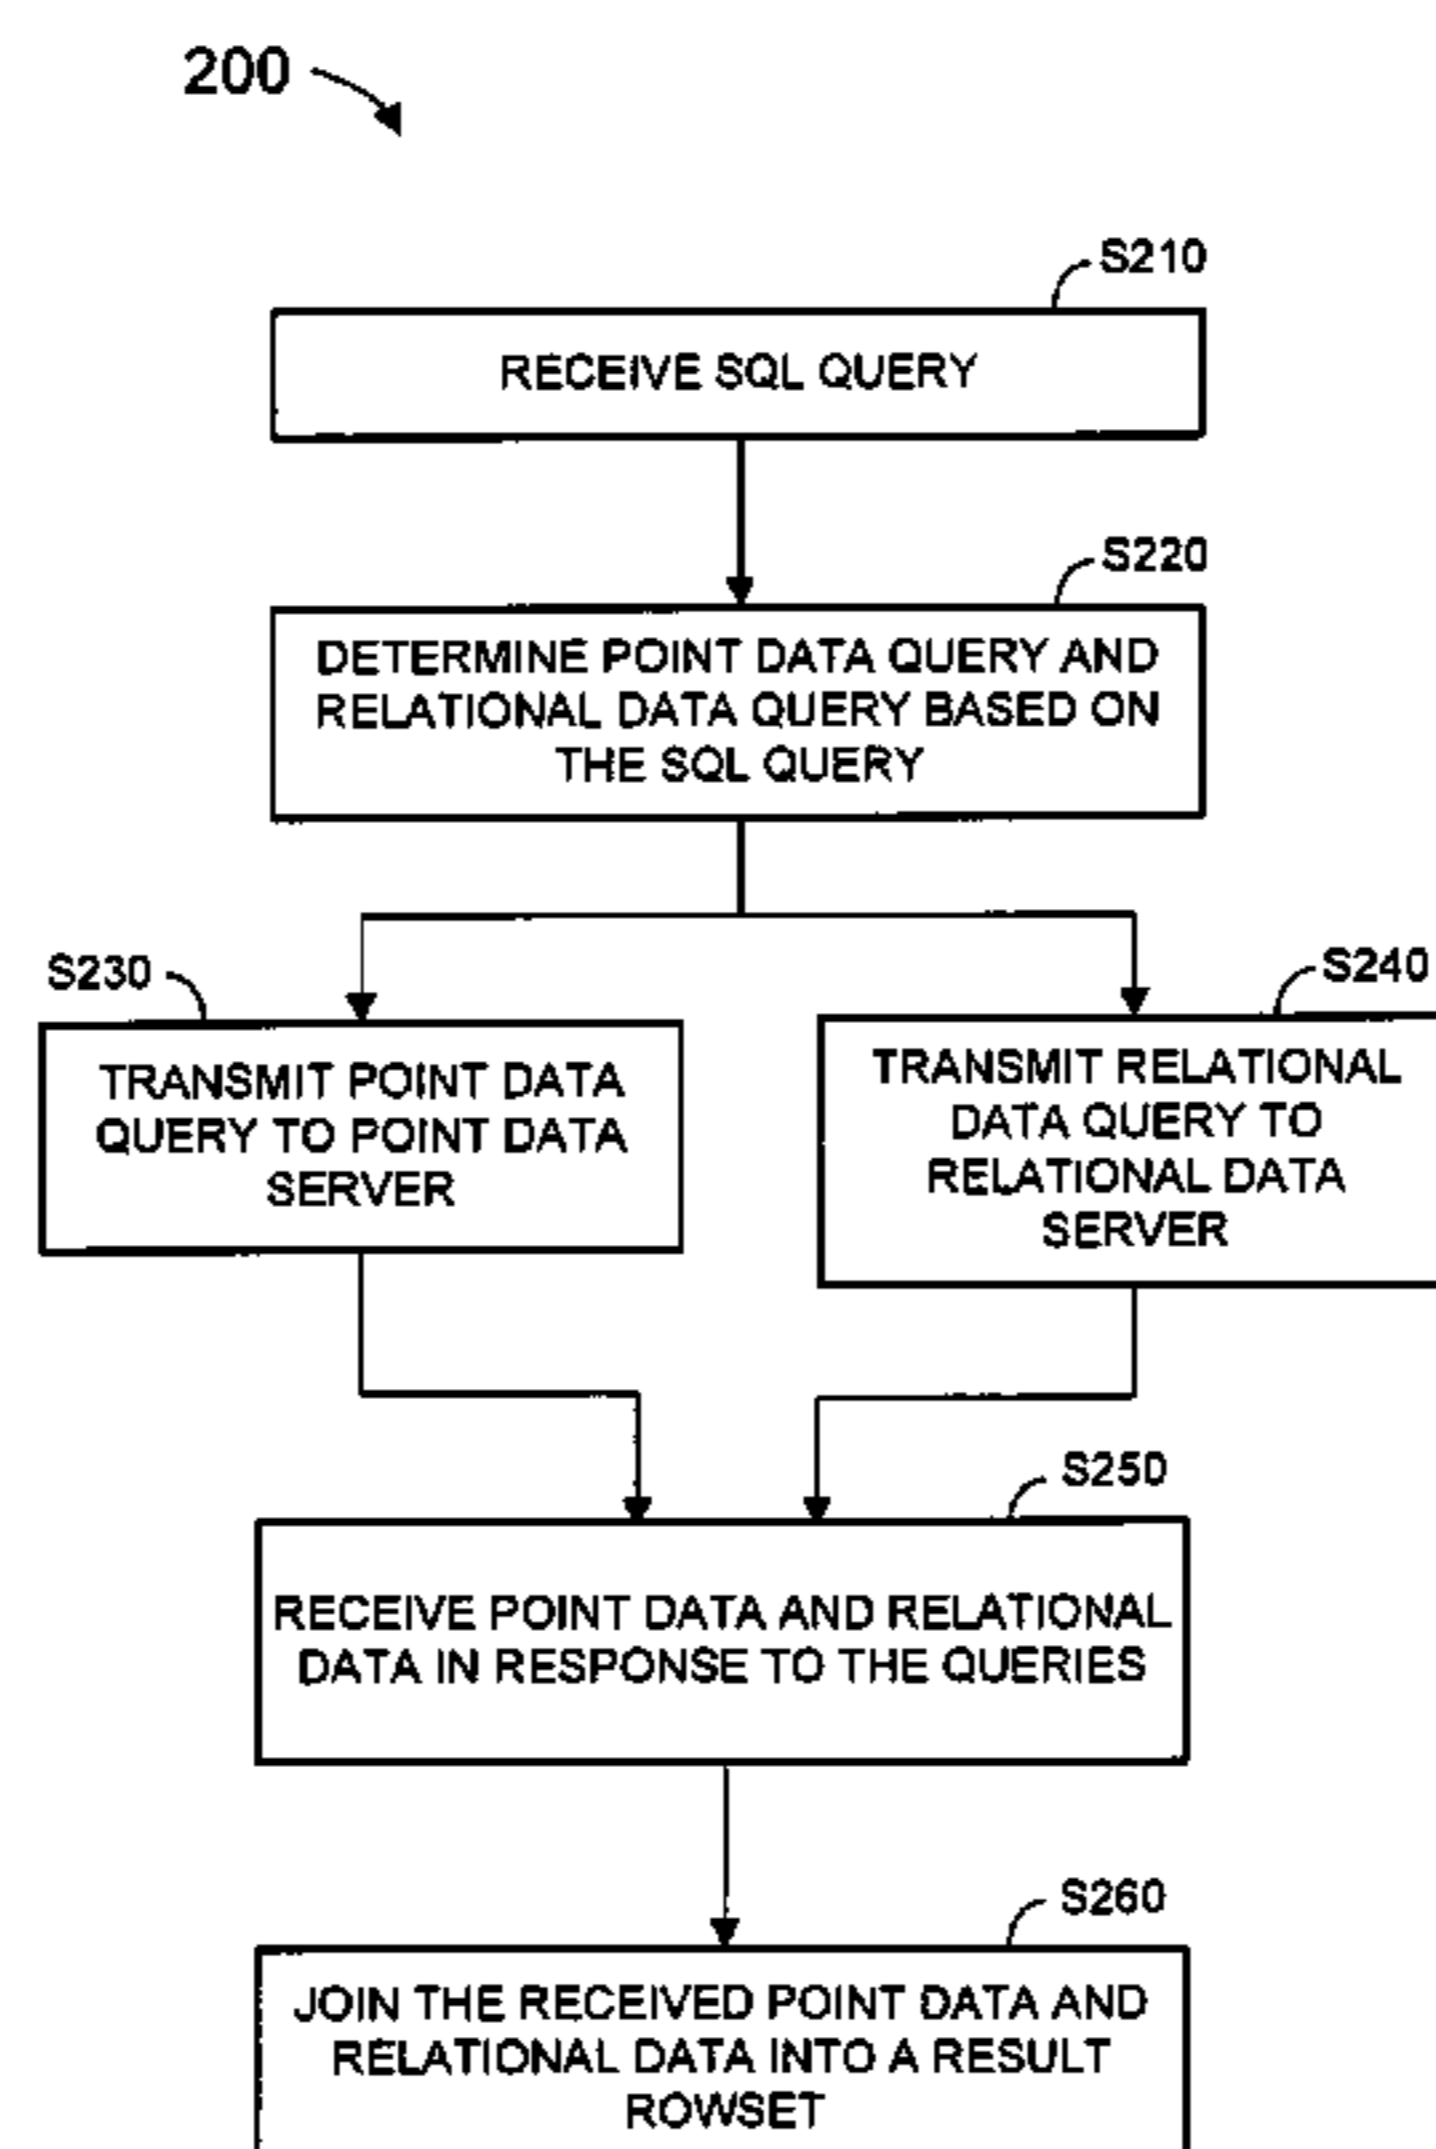 200
S210
RECEIVE SQL QUERY
S220
DETERMINE POINT DATA QUERY AND
RELATIONAL DATA QUERY BASED ON
THE SQL QUERY
S230
TRANSMIT POINT DATA
QUERY TO POINT DATA
SERVER
S240
TRANSMIT RELATIONAL
DATA QUERY TO
RELATIONAL DATA
SERVER
S250
RECEIVE POINT DATA AND RELATIONAL
DATA IN RESPONSE TO THE QUERIES
S260
JOIN THE RECEIVED POINT DATA AND
RELATIONAL DATA INTO A RESULT
ROWSET